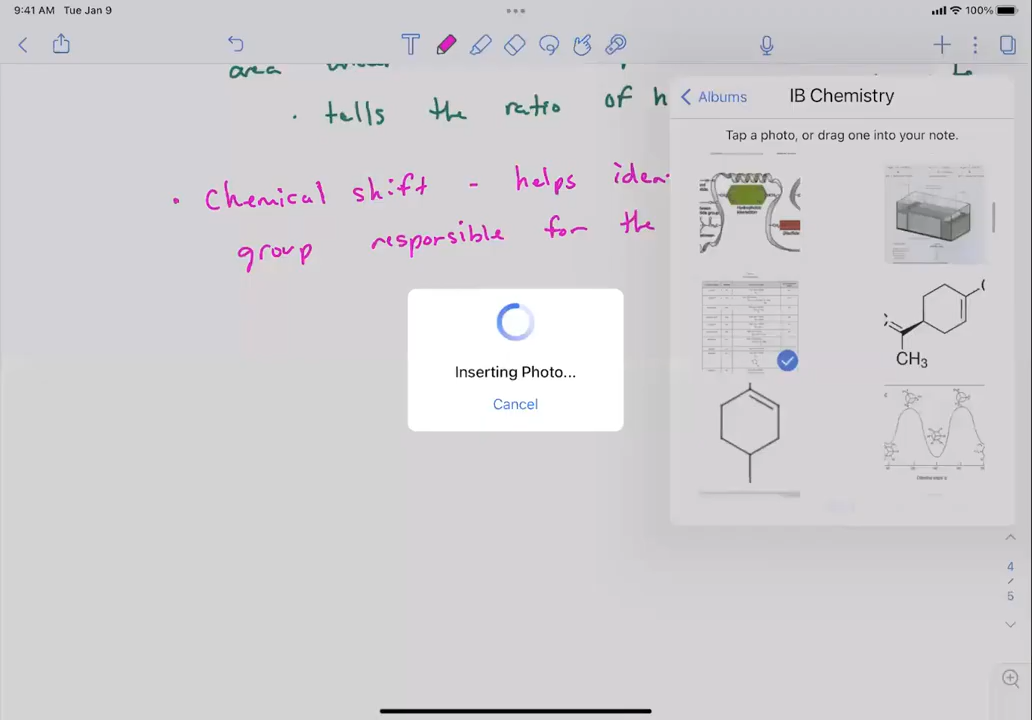 9:41 AM Tue Jan 9
100%
T
area
tells the ratio of h
Albums
IB Chemistry
Tap a photo, or drag one into your note.
• Chemical shift - helps iden
group responsible for the
Inserting Photo...
Cancel
CH₃
4
/
5